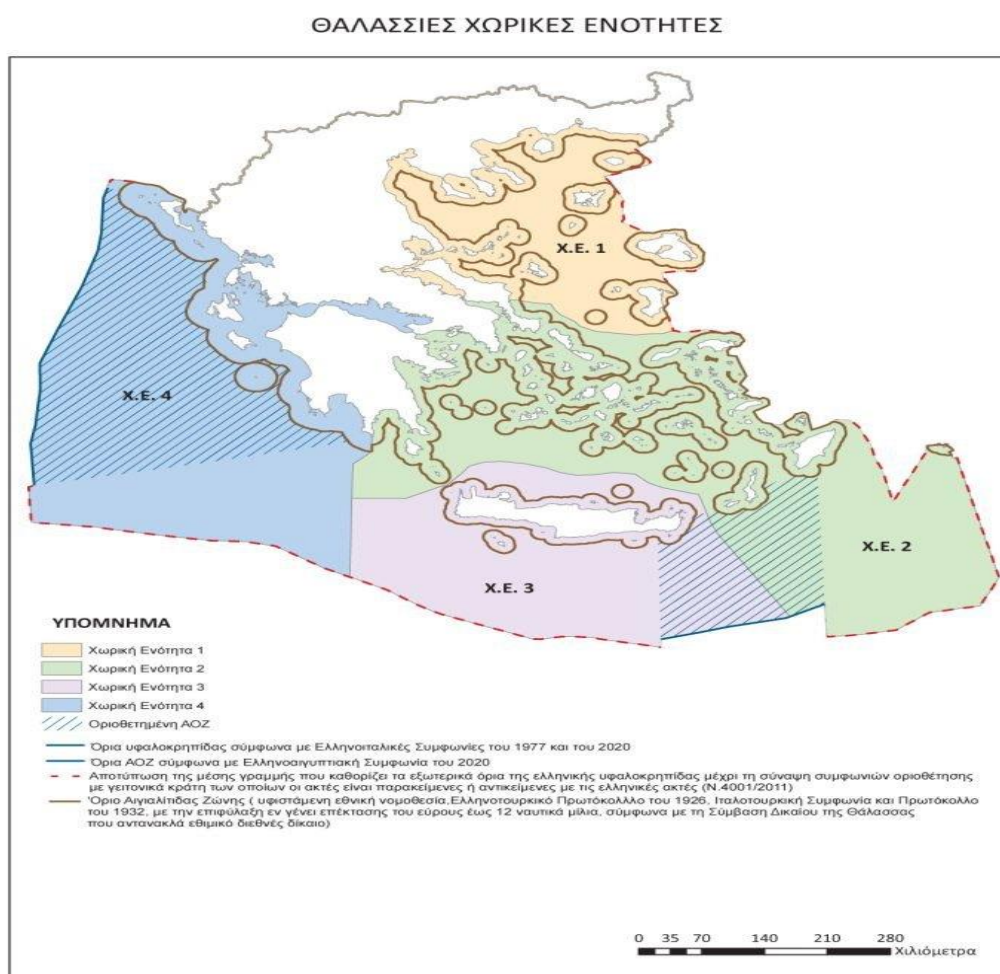 ΘΑΛΑΣΣΙΕΣ ΧΩΡΙΚΕΣ ΕΝΟΤΗΤΕΣ
Χ.Ε. 1
Χ.Ε. 4
Χ.Ε. 2
Χ.Ε. 3
ΥΠΟΜΝΗΜΑ
Χωρική Ενότητα 1
Χωρική Ενότητα 2
Χωρική Ενότητα 3
Χωρική Ενότητα 4
Οριοθετημένη ΑΟΖ
Όρια υφαλοκρηπίδας σύμφωνα με Ελληνοιταλικές Συμφωνίες του 1977 και του 2020
Όρια ΑΟΖ σύμφωνα με Ελληνοαιγυπτιακή Συμφωνία του 2020
Αποτύπωση της μέσης γραμμής που καθορίζει τα εξωτερικά όρια της ελληνικής υφαλοκρηπίδας μέχρι τη σύναψη συμφωνιών οριοθέτησης
με γειτονικά κράτη των οποίων οι ακτές είναι παρακείμενες ή αντικείμενες με τις ελληνικές ακτές (Ν.4001/2011)
Όριο Αιγιαλίτιδας Ζώνης ( υφιστάμενη εθνική νομοθεσία,Ελληνοτουρκικό Πρωτόκολλλο του 1926, Ιταλοτουρκική Συμφωνία και Πρωτόκολλο
του 1932, με την επιφύλαξη εν γένει επέκτασης του εύρους έως 12 ναυτικά μίλια, σύμφωνα με τη Σύμβαση Δικαίου της Θάλασσας
που αντανακλά εθιμικό διεθνές δίκαιο)
0 35 70 140 210 280
Χιλιόμετρα